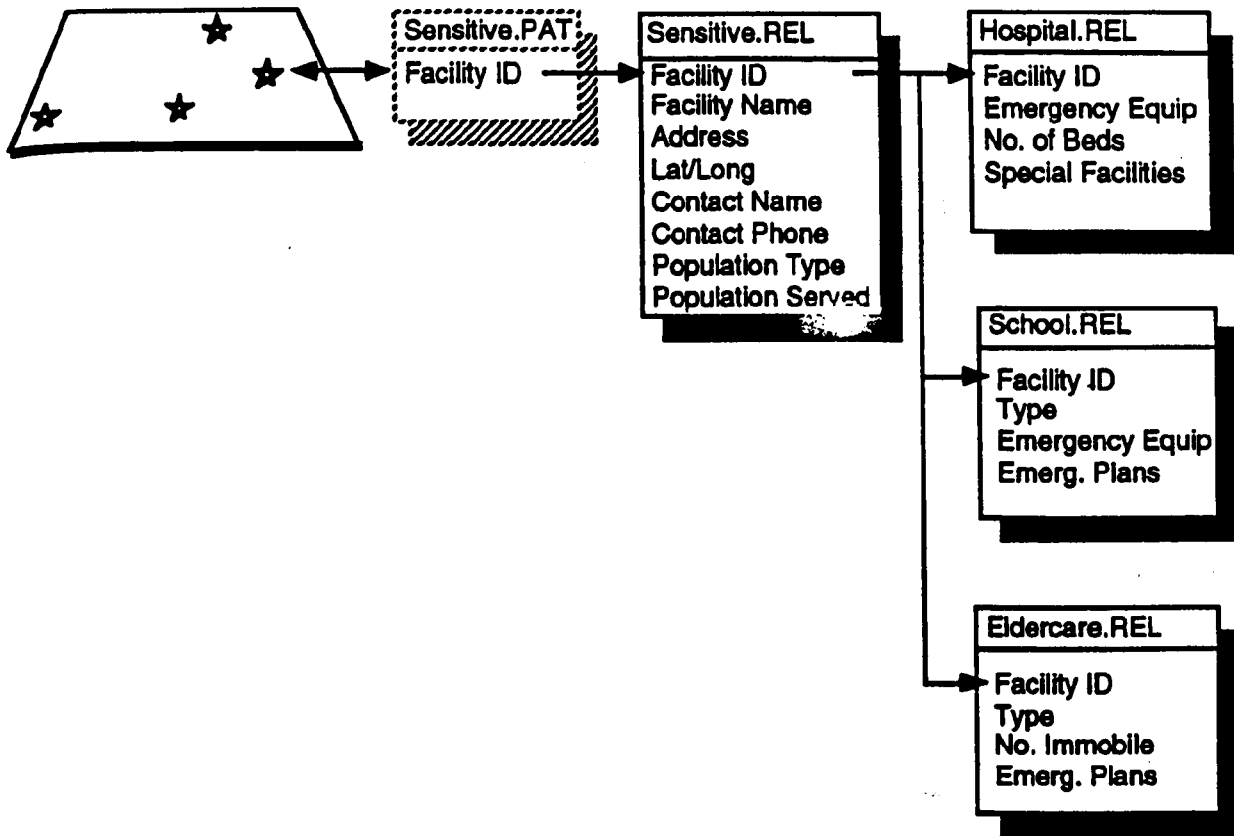 Sensitive.PAT
Facility ID
Sensitive.REL
Facility ID
Facility Name
Address
Lat/Long
Contact Name
Contact Phone
Population Type
Population Served
Hospital.REL
Facility ID
Emergency Equip
No. of Beds
Special Facilities
School.REL
Facility ID
Type
Emergency Equip
Emerg. Plans
Eldercare.REL
Facility ID
Type
No. Immobile
Emerg. Plans